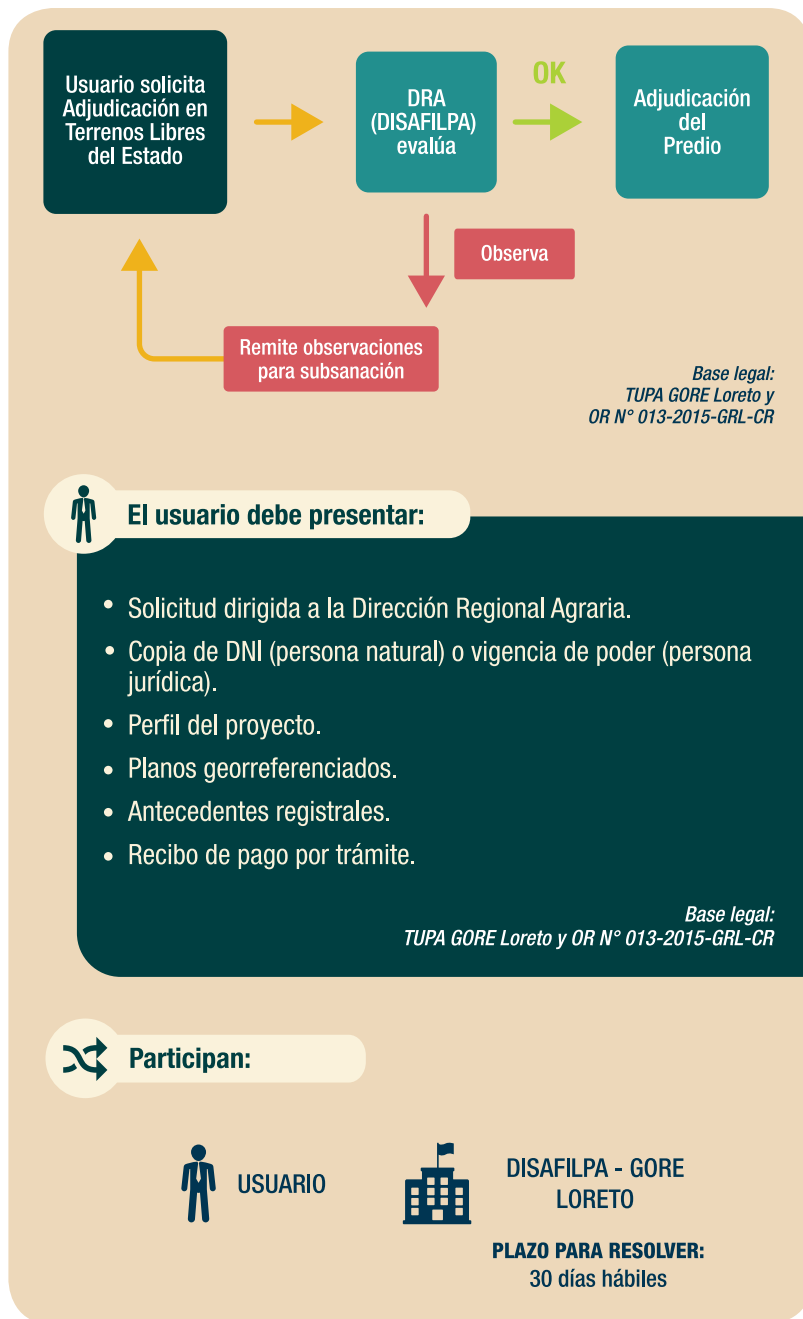 Usuario solicita
Adjudicación en
Terrenos Libres
del Estado
DRA
(DISAFILPA)
evalúa
OK
Adjudicación
del
Predio
Observa
Remite observaciones
para subsanación
Base legal:
TUPA GORE Loreto y
OR N° 013-2015-GRL-CR
El usuario debe presentar:
• Solicitud dirigida a la Dirección Regional Agraria.
• Copia de DNI (persona natural) o vigencia de poder (persona
jurídica).
• Perfil del proyecto.
• Planos georreferenciados.
• Antecedentes registrales.
• Recibo de pago por trámite.
Base legal:
TUPA GORE Loreto y OR N° 013-2015-GRL-CR
Participan:
USUARIO
DISAFILPA - GORE
LORETO
PLAZO PARA RESOLVER:
30 días hábiles